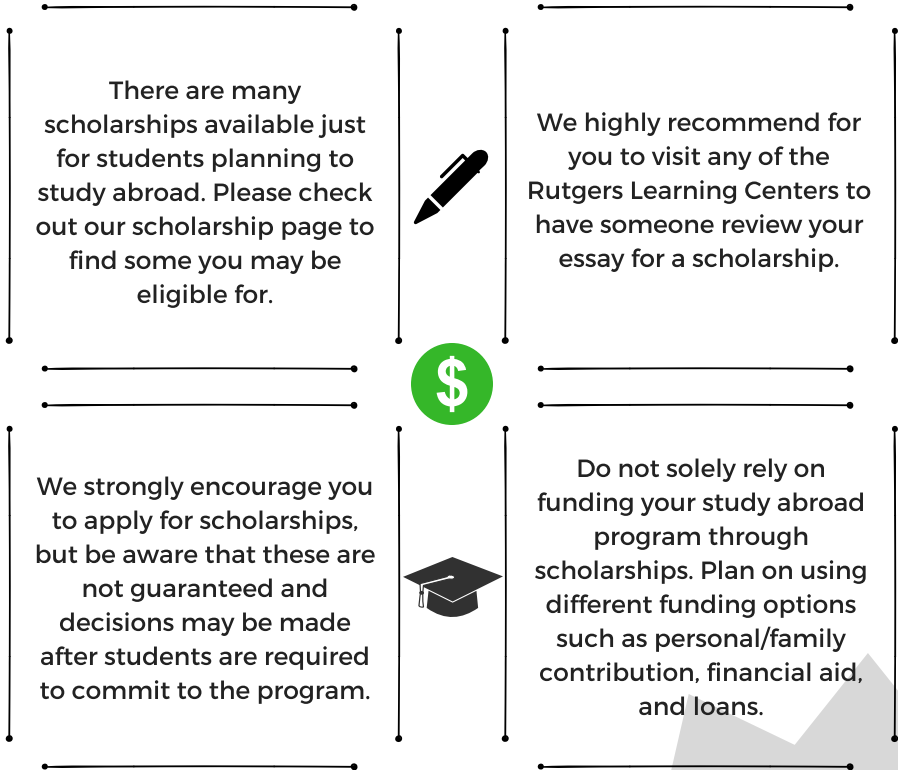 There are many
scholarships available just
for students planning to
study abroad. Please check
out our scholarship page to
find some you may be
eligible for.
We highly recommend for
you to visit any of the
Rutgers Learning Centers to
have someone review your
essay for a scholarship.
$
We strongly encourage you
to apply for scholarships,
but be aware that these are
not guaranteed and
decisions may be made
after students are required
to commit to the program.
Do not solely rely on
funding your study abroad
program through
scholarships. Plan on using
different funding options
such as personal/family
contribution, financial aid,
and loans.